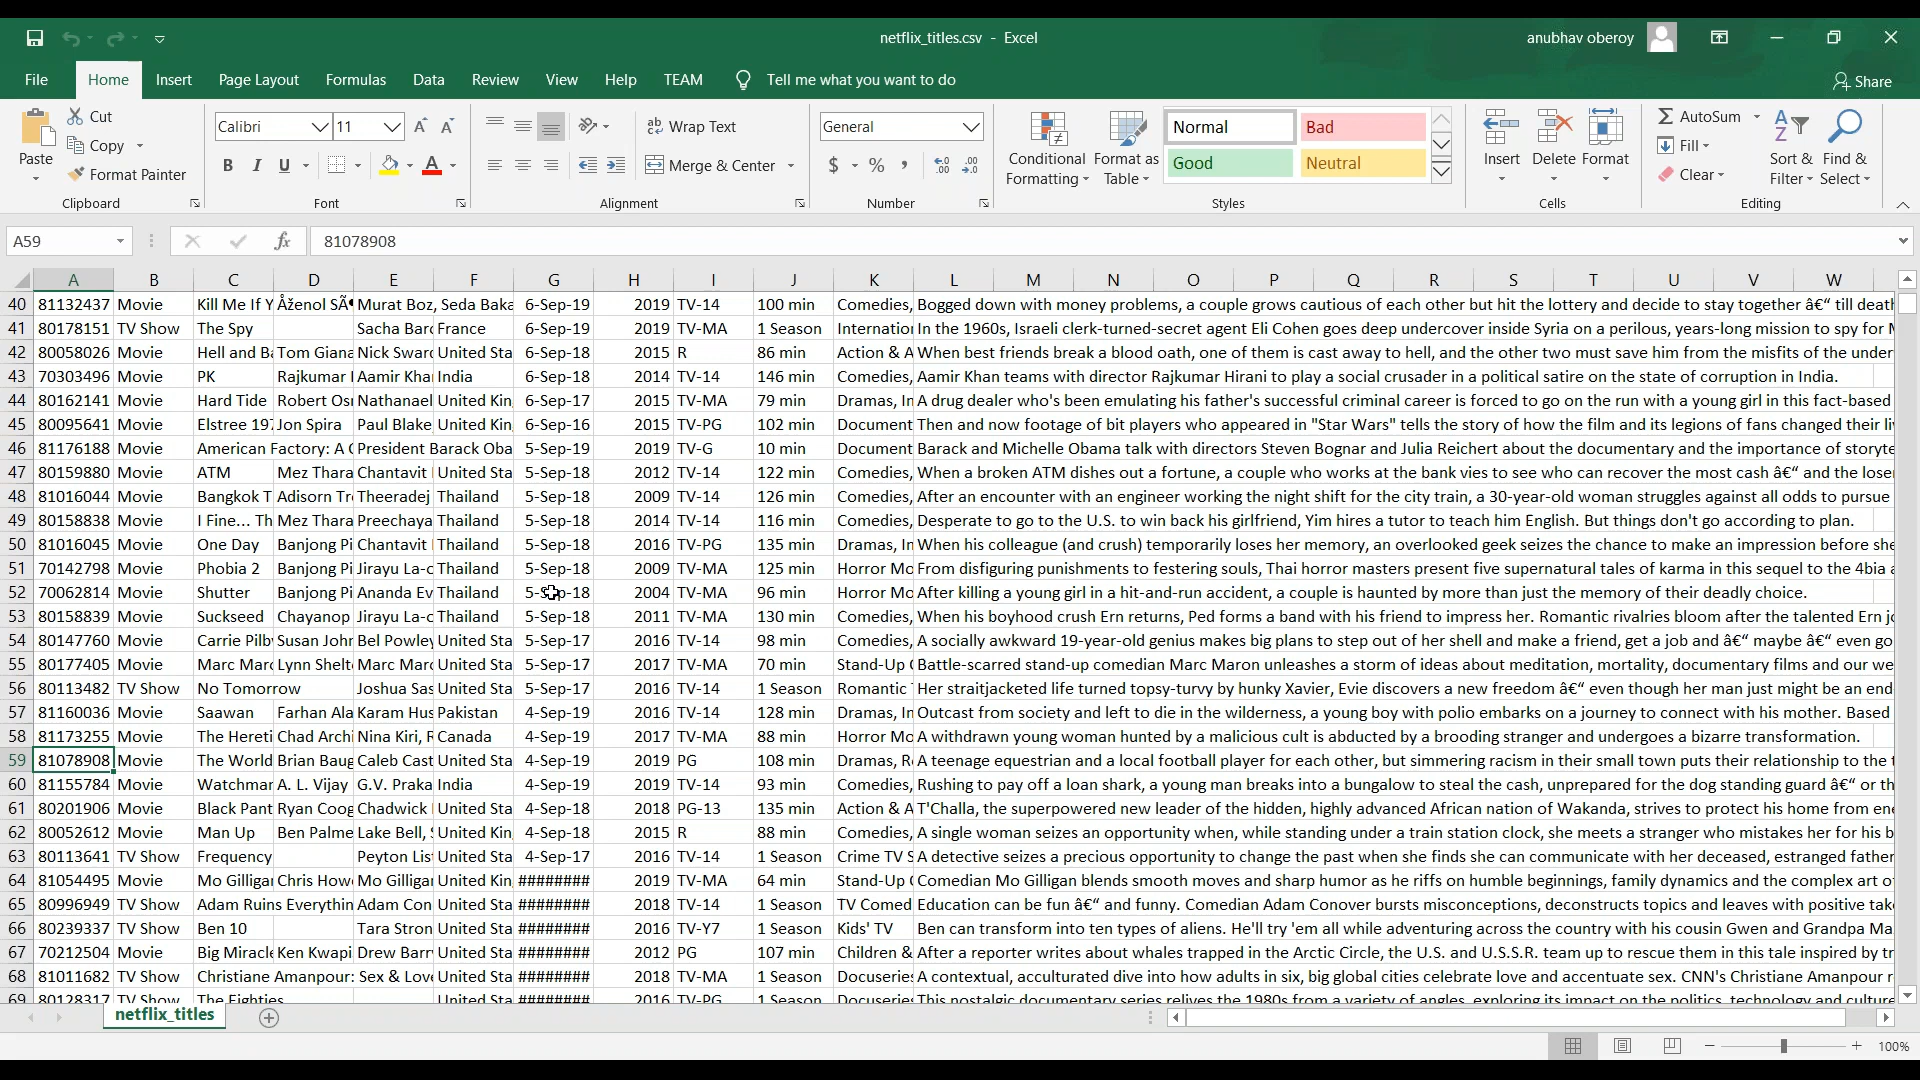 netflix_titles.csv - Excel
anubhav oberoy
File Home Insert Page Layout Formulas Data Review View Help TEAM Tell me what you want to do Share
Paste
Cut
Copy
Format Painter
Clipboard
Calibri 11
B I U A
Font
Wrap Text
Merge & Center
Alignment
General
$ % ,
Number
Conditional Formatting
Format as Table
Normal Bad
Good Neutral
Styles
Insert Delete Format
Cells
AutoSum
Fill
Clear
Sort & Filter
Find & Select
Editing
A59 fx 81078908
A B C D E F G H I J K L M N O P Q R S T U V W
40 81132437 Movie Kill Me If Y Åženol SÃ¶ Murat Boz, Seda Baka 6-Sep-19 2019 TV-14 100 min Comedies, Bogged down with money problems, a couple grows cautious of each other but hit the lottery and decide to stay together â€“ till death
41 80178151 TV Show The Spy Sacha Barc France 6-Sep-19 2019 TV-MA 1 Season Internatio In the 1960s, Israeli clerk-turned-secret agent Eli Cohen goes deep undercover inside Syria on a perilous, years-long mission to spy for M
42 80058026 Movie Hell and Ba Tom Giana Nick Sward United Sta 6-Sep-18 2015 R 86 min Action & A When best friends break a blood oath, one of them is cast away to hell, and the other two must save him from the misfits of the under
43 70303496 Movie PK Rajkumar Aamir Kha India 6-Sep-18 2014 TV-14 146 min Comedies, Aamir Khan teams with director Rajkumar Hirani to play a social crusader in a political satire on the state of corruption in India.
44 80162141 Movie Hard Tide Robert Os Nathanael United Kin 6-Sep-17 2015 TV-MA 79 min Dramas, In A drug dealer who's been emulating his father's successful criminal career is forced to go on the run with a young girl in this fact-based
45 80095641 Movie Elstree 197 Jon Spira Paul Blake United Kin 6-Sep-16 2015 TV-PG 102 min Document Then and now footage of bit players who appeared in "Star Wars" tells the story of how the film and its legions of fans changed their li
46 81176188 Movie American Factory: A C President Barack Oba 5-Sep-19 2019 TV-G 10 min Document Barack and Michelle Obama talk with directors Steven Bognar and Julia Reichert about the documentary and the importance of storyte
47 80159880 Movie ATM Mez Thara Chantavit United Sta 5-Sep-18 2012 TV-14 122 min Comedies, When a broken ATM dishes out a fortune, a couple who works at the bank vies to see who can recover the most cash â€“ and the lose
48 81016044 Movie Bangkok T Adisorn Tr Theeradej Thailand 5-Sep-18 2009 TV-14 126 min Comedies, After an encounter with an engineer working the night shift for the city train, a 30-year-old woman struggles against all odds to pursue
49 80158838 Movie I Fine... Th Mez Thara Preechaya Thailand 5-Sep-18 2014 TV-14 116 min Comedies, Desperate to go to the U.S. to win back his girlfriend, Yim hires a tutor to teach him English. But things don't go according to plan.
50 81016045 Movie One Day Banjong Pi Chantavit Thailand 5-Sep-18 2016 TV-PG 135 min Dramas, In When his colleague (and crush) temporarily loses her memory, an overlooked geek seizes the chance to make an impression before she
51 70142798 Movie Phobia 2 Banjong Pi Jirayu La-o Thailand 5-Sep-18 2009 TV-MA 125 min Horror Mo From disfiguring punishments to festering souls, Thai horror masters present five supernatural tales of karma in this sequel to the 4bia a
52 70062814 Movie Shutter Banjong Pi Ananda Ev Thailand 5-Sep-18 2004 TV-MA 96 min Horror Mo After killing a young girl in a hit-and-run accident, a couple is haunted by more than just the memory of their deadly choice.
53 80158839 Movie Suckseed Chayanop Jirayu La-o Thailand 5-Sep-18 2011 TV-MA 130 min Comedies, When his boyhood crush Ern returns, Ped forms a band with his friend to impress her. Romantic rivalries bloom after the talented Ern jo
54 80147760 Movie Carrie Pilb Susan John Bel Powley United Sta 5-Sep-17 2016 TV-14 98 min Comedies, A socially awkward 19-year-old genius makes big plans to step out of her shell and make a friend, get a job and â€“ maybe â€“ even go
55 80177405 Movie Marc Marc Lynn Shelt Marc Marc United Sta 5-Sep-17 2017 TV-MA 70 min Stand-Up Battle-scarred stand-up comedian Marc Maron unleashes a storm of ideas about meditation, mortality, documentary films and our we
56 80113482 TV Show No Tomorrow Joshua Sas United Sta 5-Sep-17 2016 TV-14 1 Season Romantic Her straitjacketed life turned topsy-turvy by hunky Xavier, Evie discovers a new freedom â€“ even though her man just might be an end
57 81160036 Movie Saawan Farhan Ala Karam Hus Pakistan 4-Sep-19 2016 TV-14 128 min Dramas, In Outcast from society and left to die in the wilderness, a young boy with polio embarks on a journey to connect with his mother. Based
58 81173255 Movie The Hereti Chad Archi Nina Kiri, R Canada 4-Sep-19 2017 TV-MA 88 min Horror Mo A withdrawn young woman hunted by a malicious cult is abducted by a brooding stranger and undergoes a bizarre transformation.
59 81078908 Movie The World Brian Baug Caleb Cast United Sta 4-Sep-19 2019 PG 108 min Dramas, R A teenage equestrian and a local football player for each other, but simmering racism in their small town puts their relationship to the t
60 81155784 Movie Watchmar A. L. Vijay G.V. Praka India 4-Sep-19 2019 TV-14 93 min Comedies, Rushing to pay off a loan shark, a young man breaks into a bungalow to steal the cash, unprepared for the dog standing guard â€“ or th
61 80201906 Movie Black Pant Ryan Coog Chadwick United Sta 4-Sep-18 2018 PG-13 135 min Action & A T'Challa, the superpowered new leader of the hidden, highly advanced African nation of Wakanda, strives to protect his home from ene
62 80052612 Movie Man Up Ben Palme Lake Bell, United Kin 4-Sep-18 2015 R 88 min Comedies, A single woman seizes an opportunity when, while standing under a train station clock, she meets a stranger who mistakes her for his b
63 80113641 TV Show Frequency Peyton List United Sta 4-Sep-17 2016 TV-14 1 Season Crime TV S A detective seizes a precious opportunity to change the past when she finds she can communicate with her deceased, estranged father
64 81054495 Movie Mo Gilligar Chris Howe Mo Gilligar United Kin ######## 2019 TV-MA 64 min Stand-Up Comedian Mo Gilligan blends smooth moves and sharp humor as he riffs on humble beginnings, family dynamics and the complex art o
65 80996949 TV Show Adam Ruins Everythin Adam Con United Sta ######## 2018 TV-14 1 Season TV Comed Education can be fun â€“ and funny. Comedian Adam Conover bursts misconceptions, deconstructs topics and leaves with positive tak
66 80239337 TV Show Ben 10 Tara Stron United Sta ######## 2016 TV-Y7 1 Season Kids' TV Ben can transform into ten types of aliens. He'll try 'em all while adventuring across the country with his cousin Gwen and Grandpa Ma
67 70212504 Movie Big Miracle Ken Kwapi Drew Barr United Sta ######## 2012 PG 107 min Children & After a reporter writes about whales trapped in the Arctic Circle, the U.S. and U.S.S.R. team up to rescue them in this tale inspired by tr
68 81011682 TV Show Christiane Amanpour: Sex & Love United Sta ######## 2018 TV-MA 1 Season Docuseries A contextual, acculturated dive into how adults in six, big global cities celebrate love and accentuate sex. CNN's Christiane Amanpour r
69 80128317 TV Show The Eighties United Sta ######## 2016 TV-PG 1 Season Docuseries This nostalgic documentary series relives the 1980s from a variety of angles, exploring its impact on the politics, technology and culture
netflix_titles
100%